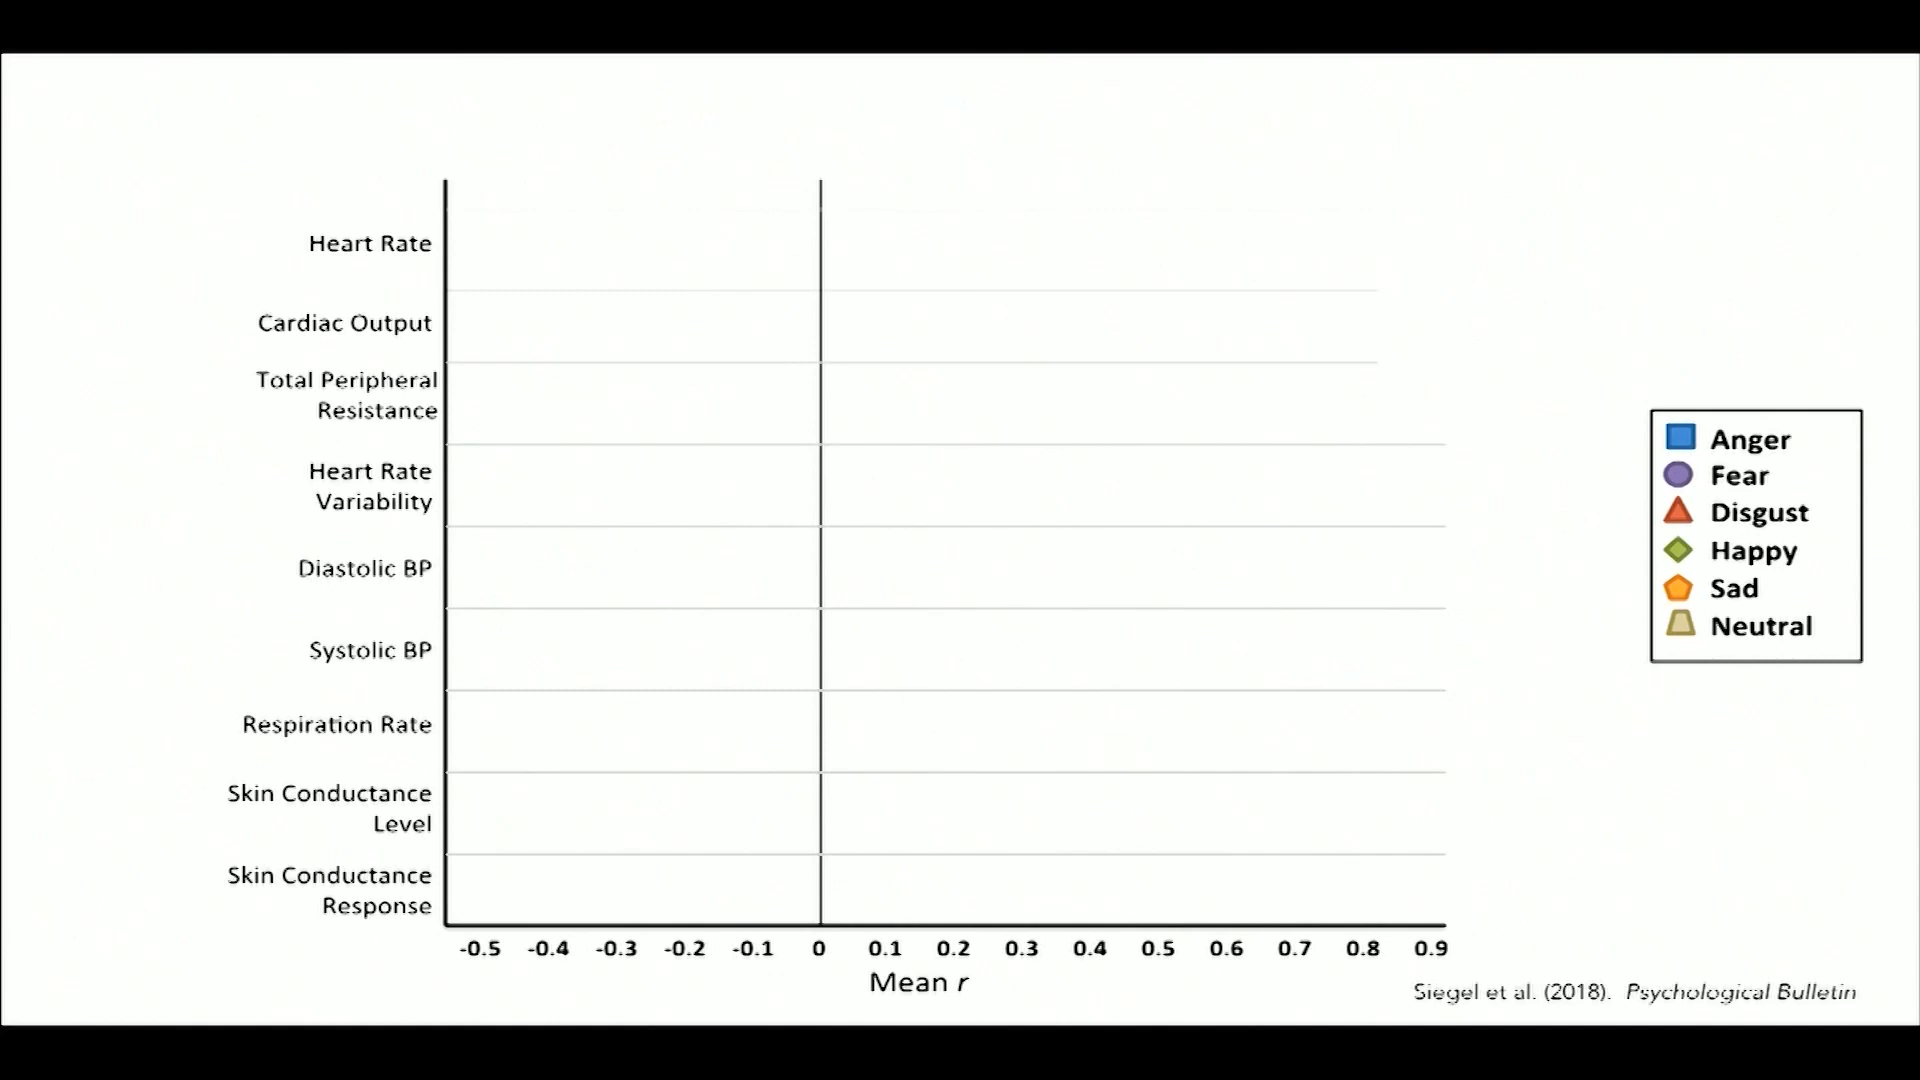 Heart Rate
Cardiac Output
Total Peripheral
Resistance
Heart Rate
Variability
Diastolic BP
Systolic BP
Respiration Rate
Skin Conductance
Level
Skin Conductance
Response
-0.5 -0.4 -0.3 -0.2 -0.1 0 0.1 0.2 0.3 0.4 0.5 0.6 0.7 0.8 0.9
Mean r
Anger
Fear
Disgust
Happy
Sad
Neutral
Siegel et al. (2018). Psychological Bulletin